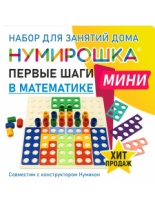 НАБОР ДЛЯ ЗАНЯТИЙ ДОМА
НУМИРОШКА®
ПЕРВЫЕ ШАГИ
В МАТЕМАТИКЕ
МИНИ
ХИТ
ПРОДАЖ
Совместим с конструктором Нумикон